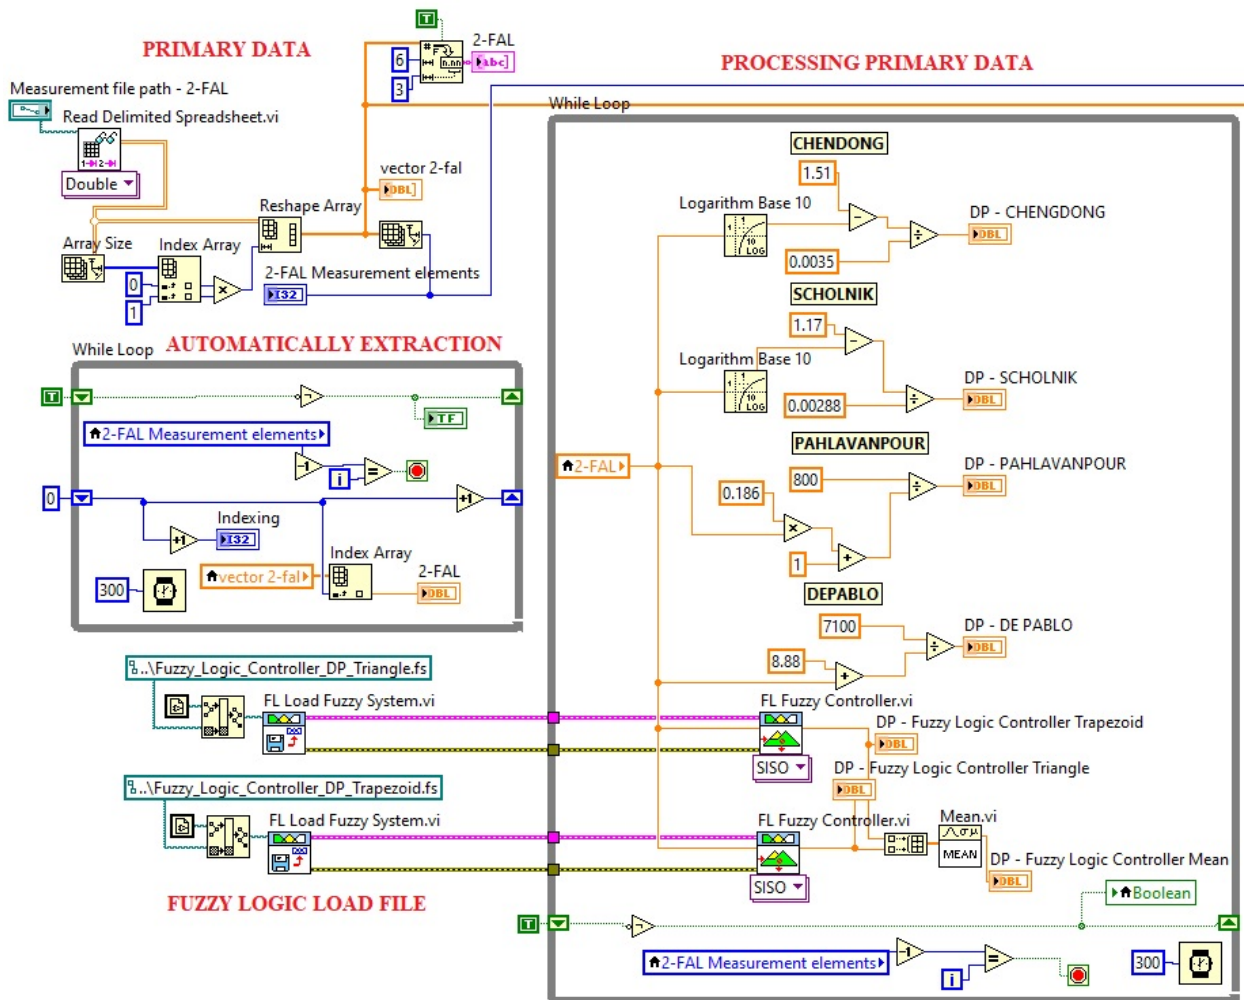 PRIMARY DATA
T
2-FAL
6
3
abc
PROCESSING PRIMARY DATA
Measurement file path - 2-FAL
Read Delimited Spreadsheet.vi
Double
vector 2-fal
DBL
Reshape Array
Array Size
Index Array
0
1
2-FAL Measurement elements
I32
While Loop
CHENDONG
1.51
Logarithm Base 10
LOG
DP - CHENGDONG
DBL
0.0035
SCHOLNIK
1.17
Logarithm Base 10
LOG
DP - SCHOLNIK
DBL
0.00288
PAHLAVANPOUR
2-FAL
800
DP - PAHLAVANPOUR
DBL
0.186
1
DEPABLO
7100
DP - DE PABLO
DBL
8.88
While Loop
AUTOMATICALLY EXTRACTION
T
TF
2-FAL Measurement elements
-1
i
=
0
+1
+1
Indexing
I32
Index Array
vector 2-fal
2-FAL
DBL
300
..\Fuzzy_Logic_Controller_DP_Triangle.fs
FL Load Fuzzy System.vi
FL Fuzzy Controller.vi
SISO
DP - Fuzzy Logic Controller Trapezoid
DBL
DP - Fuzzy Logic Controller Triangle
DBL
..\Fuzzy_Logic_Controller_DP_Trapezoid.fs
FL Load Fuzzy System.vi
FL Fuzzy Controller.vi
SISO
Mean.vi
MEAN
DP - Fuzzy Logic Controller Mean
DBL
FUZZY LOGIC LOAD FILE
T
Boolean
2-FAL Measurement elements
-1
i
=
300